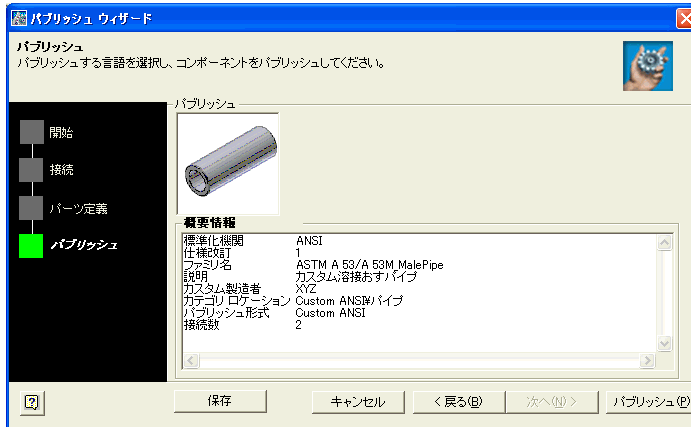 パブリッシュ ウィザード
パブリッシュ
パブリッシュする言語を選択し、コンポーネントをパブリッシュしてください。
開始
接続
パーツ定義
パブリッシュ
パブリッシュ
概要情報
標準化機関 ANSI
仕様改訂 1
ファミリ名 ASTM A 53/A 53M MalePipe
説明 カスタム溶接おすパイプ
カスタム製造者 XYZ
カテゴリ ロケーション Custom ANSI¥パイプ
パブリッシュ形式 Custom ANSI
接続数 2
保存 キャンセル < 戻る(B) 次へ(N) > パブリッシュ(P)